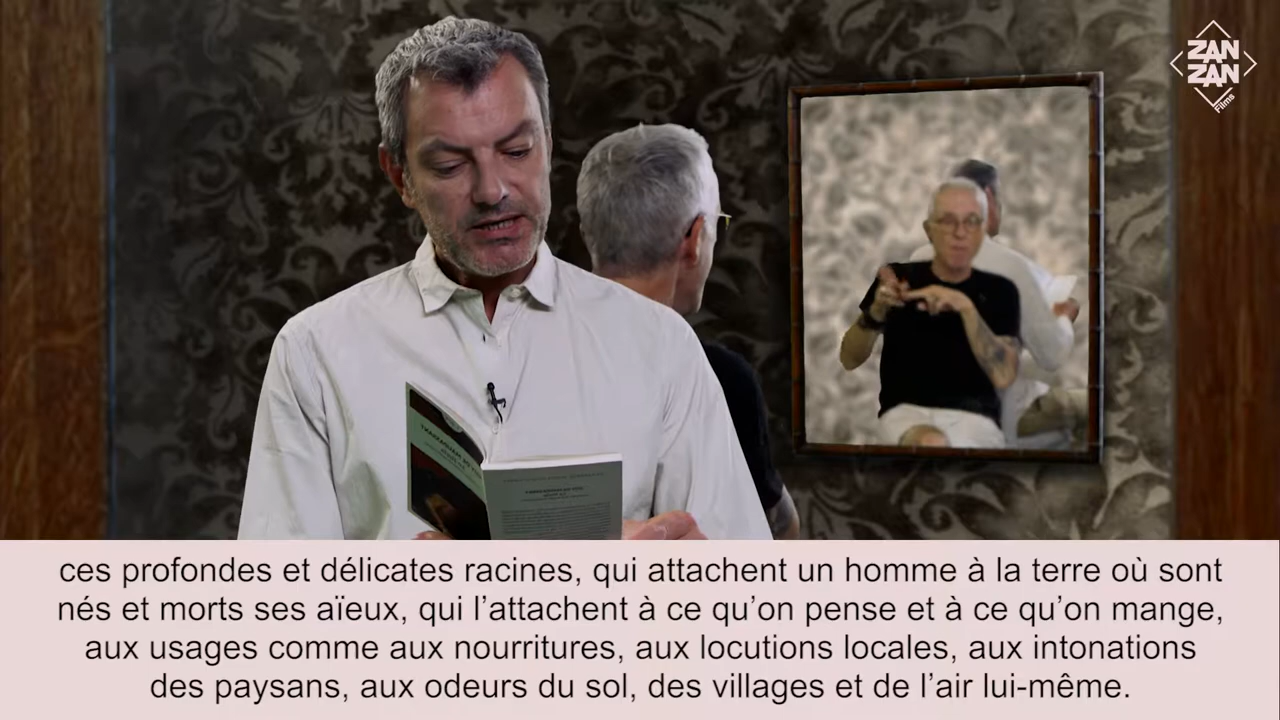 ZAN
ZAN
Films
ces profondes et délicates racines, qui attachent un homme à la terre où sont
nés et morts ses aïeux, qui l’attachent à ce qu’on pense et à ce qu’on mange,
aux usages comme aux nourritures, aux locutions locales, aux intonations
des paysans, aux odeurs du sol, des villages et de l’air lui-même.